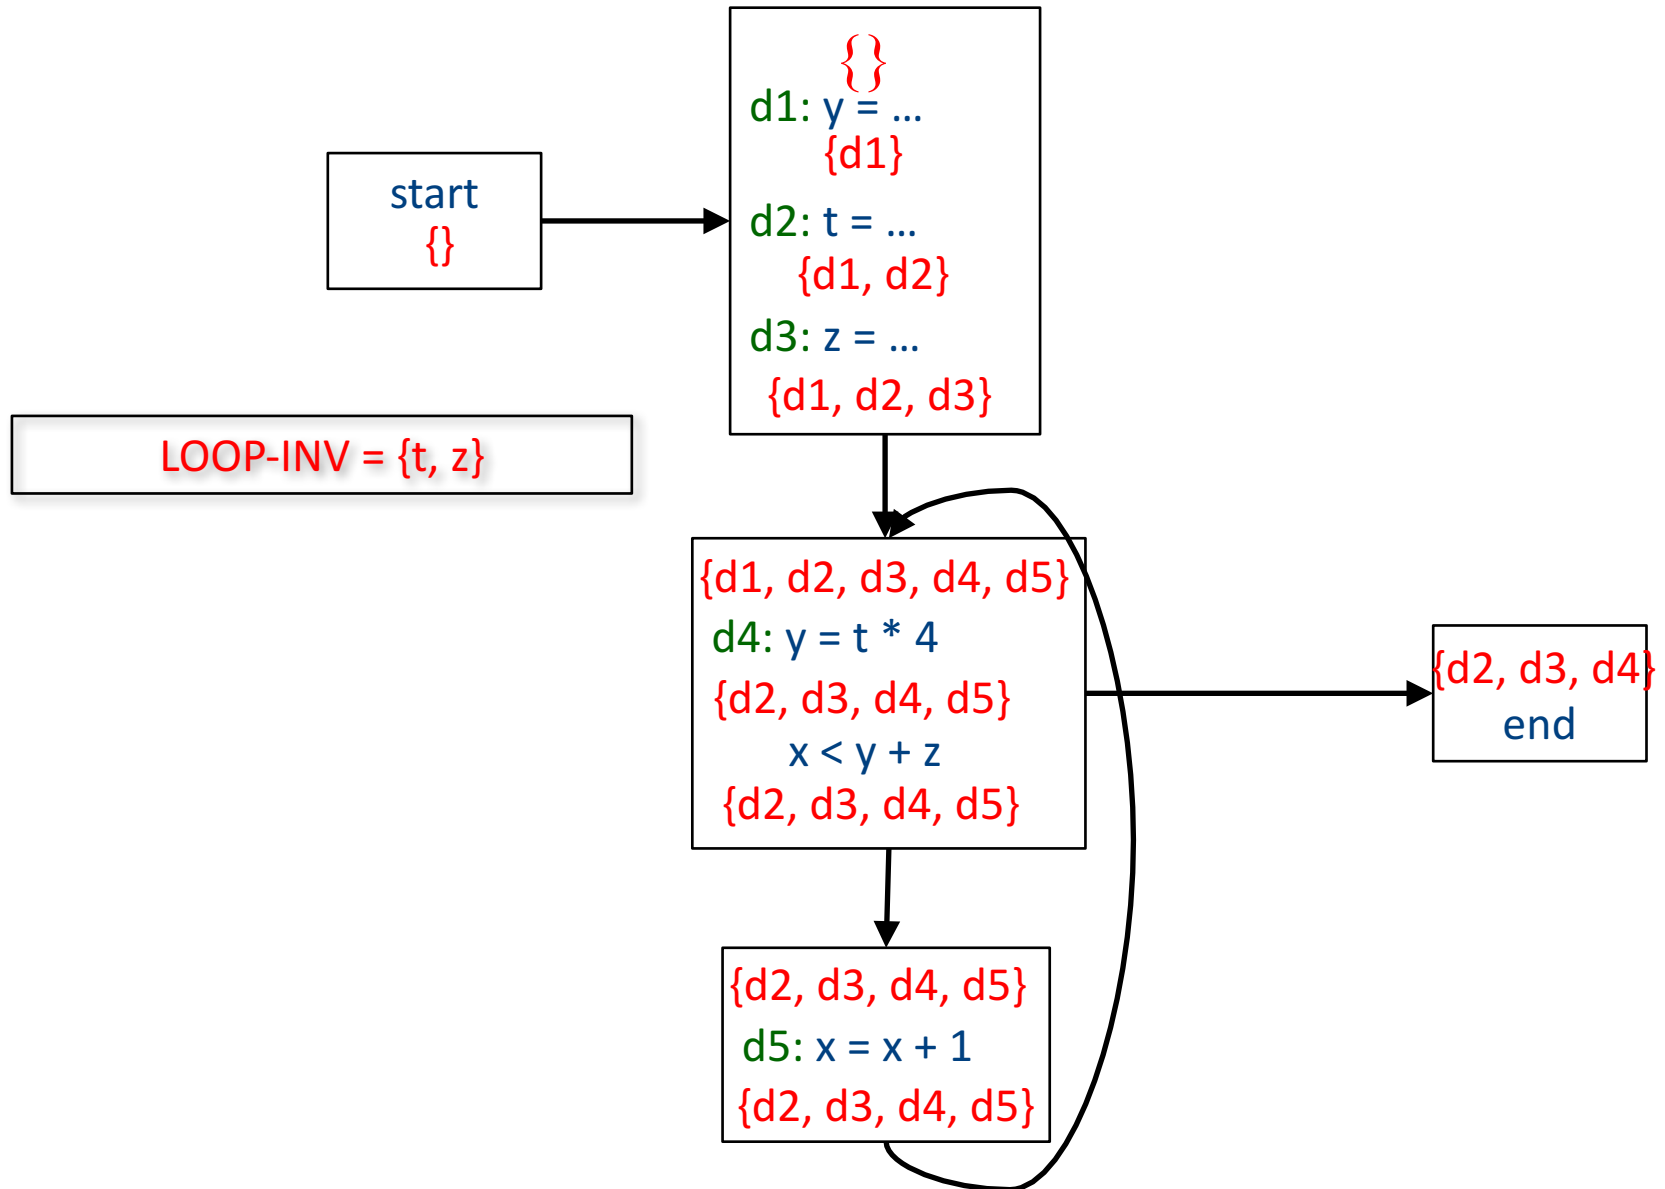 start
{}
{}
d1: y = ...
{d1}
d2: t = ...
{d1, d2}
d3: z = ...
{d1, d2, d3}
LOOP-INV = {t, z}
{d1, d2, d3, d4, d5}
d4: y = t * 4
{d2, d3, d4, d5}
x < y + z
{d2, d3, d4, d5}
{d2, d3, d4}
end
{d2, d3, d4, d5}
d5: x = x + 1
{d2, d3, d4, d5}